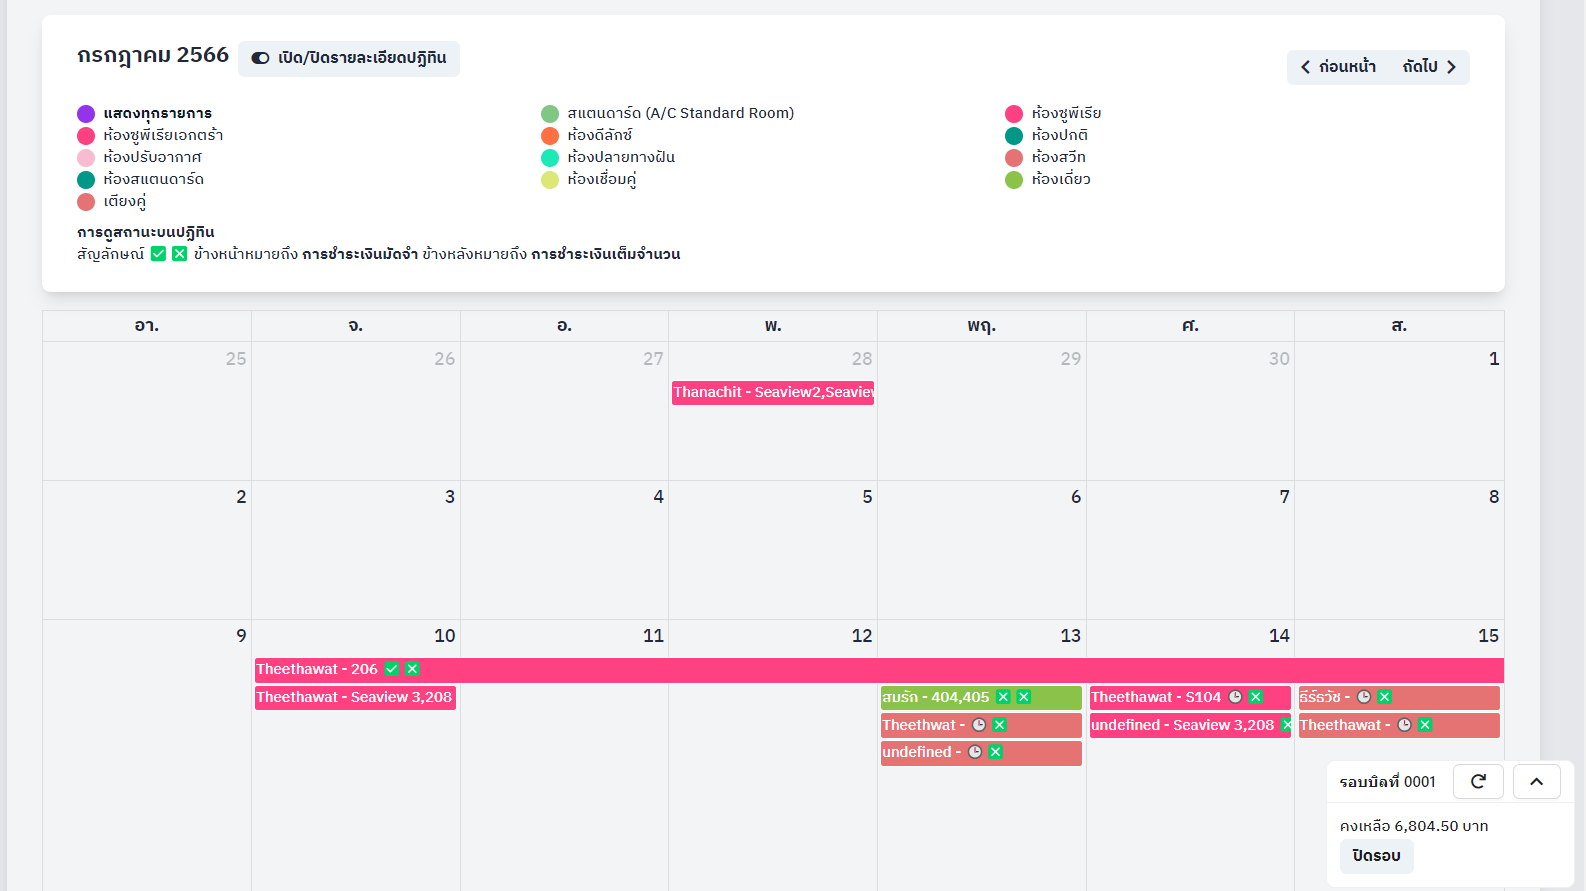 กรกฎาคม 2566 เปิด/ปิดรายละเอียดปฏิทิน
ก่อนหน้า ถัดไป
แสดงทุกรายการ
สแตนดาร์ด (A/C Standard Room)
ห้องซูพีเรีย
ห้องซูพีเรียเอกตร้า
ห้องดีลักซ์
ห้องปกติ
ห้องปรับอากาศ
ห้องปลายทางฝัน
ห้องสวีท
ห้องสแตนดาร์ด
ห้องเชื่อมคู่
ห้องเดี่ยว
เตียงคู่
การดูสถานะบนปฏิทิน
สัญลักษณ์ ✅ ❎ ข้างหน้าหมายถึง การชำระเงินมัดจำ ข้างหลังหมายถึง การชำระเงินเต็มจำนวน
อา. จ. อ. พ. พฤ. ศ. ส.
25 26 27 28 29 30 1
Thanachit - Seaview2,Seaview
2 3 4 5 6 7 8
9 10 11 12 13 14 15
Theethawat - 206 ✅ ❎
Theethawat - Seaview 3,208
สมรัก - 404,405 ❎ ❎
Theethawat - S104 🕒 ❎
ธีร์ธวัช - 🕒 ❎
Theethwat - 🕒 ❎
undefined - Seaview 3,208 ❎
Theethawat - 🕒 ❎
undefined - 🕒 ❎
รอบบิลที่ 0001
คงเหลือ 6,804.50 บาท
ปิดรอบ